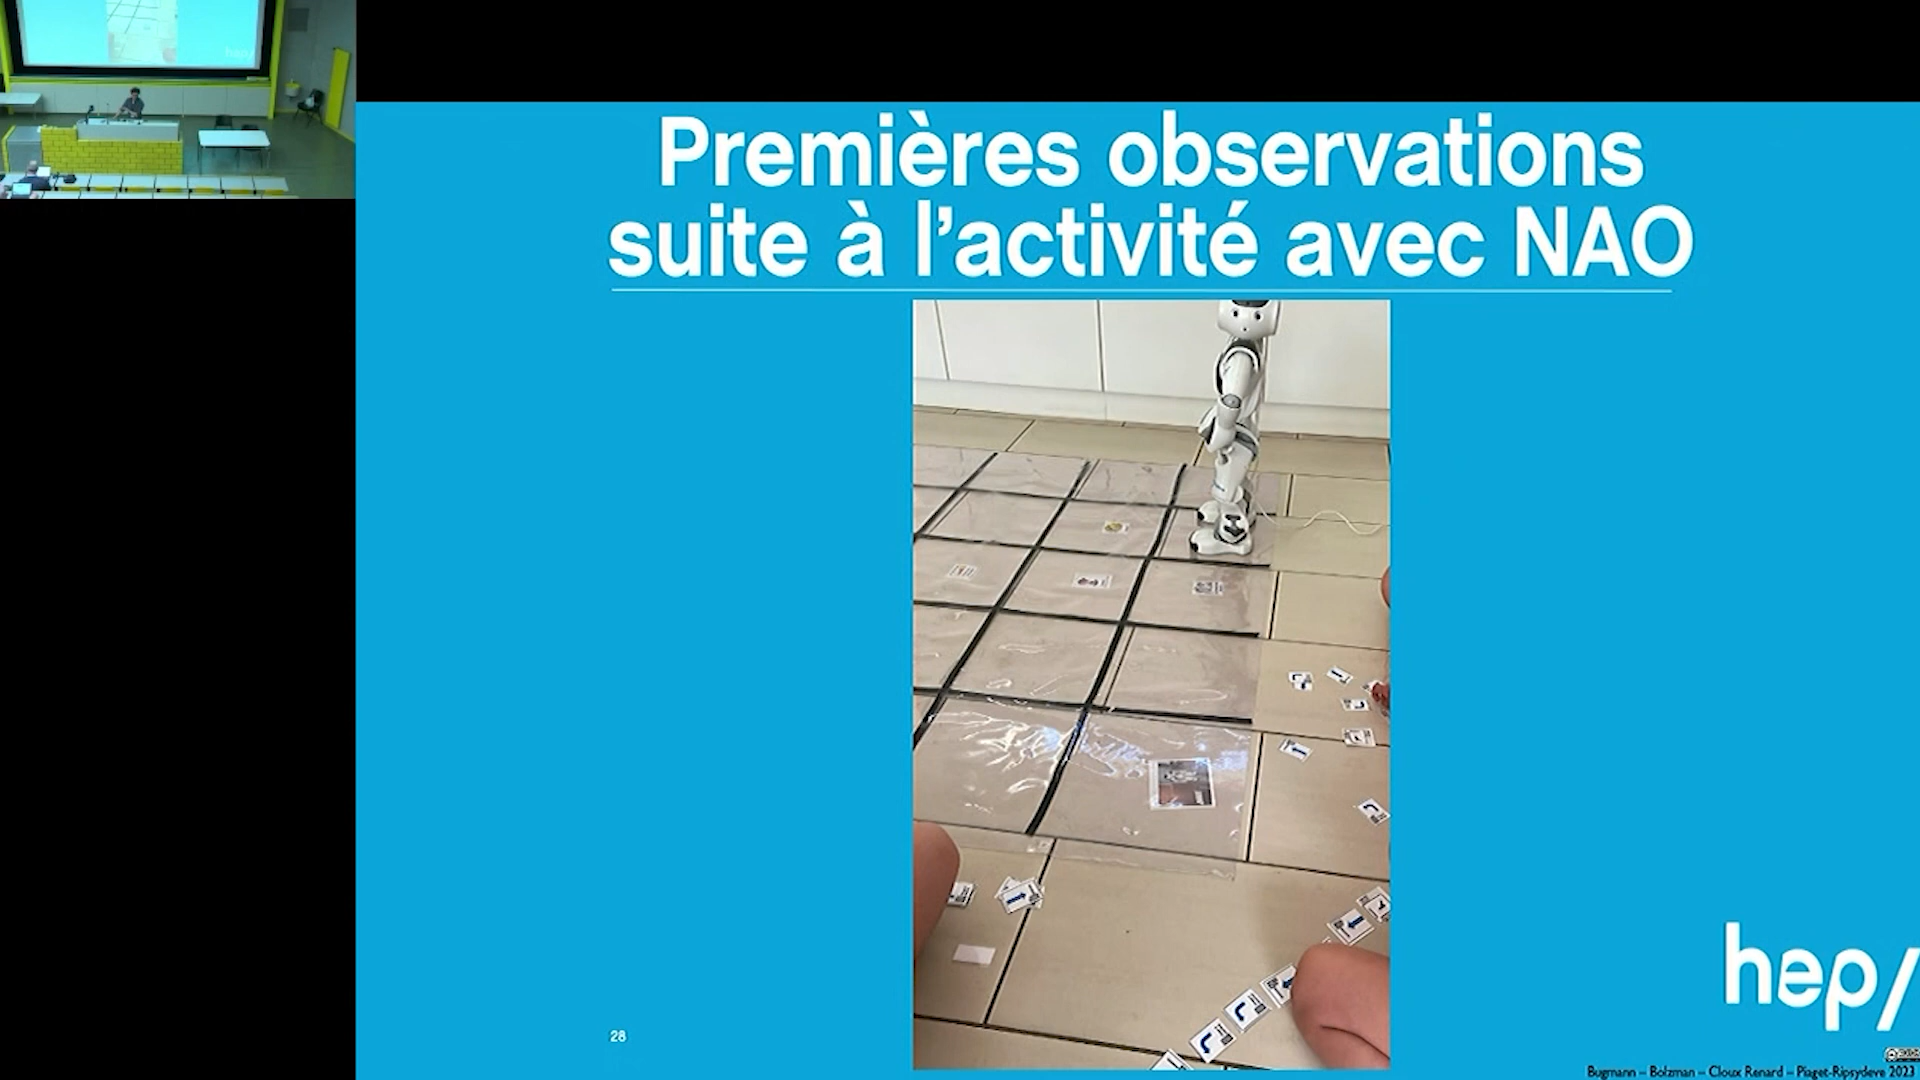 Premières observations
suite à l'activité avec NAO
hep/
28
Bugmann – Bolzman – Cloux Renard – Piaget-Ripsydeve 2023